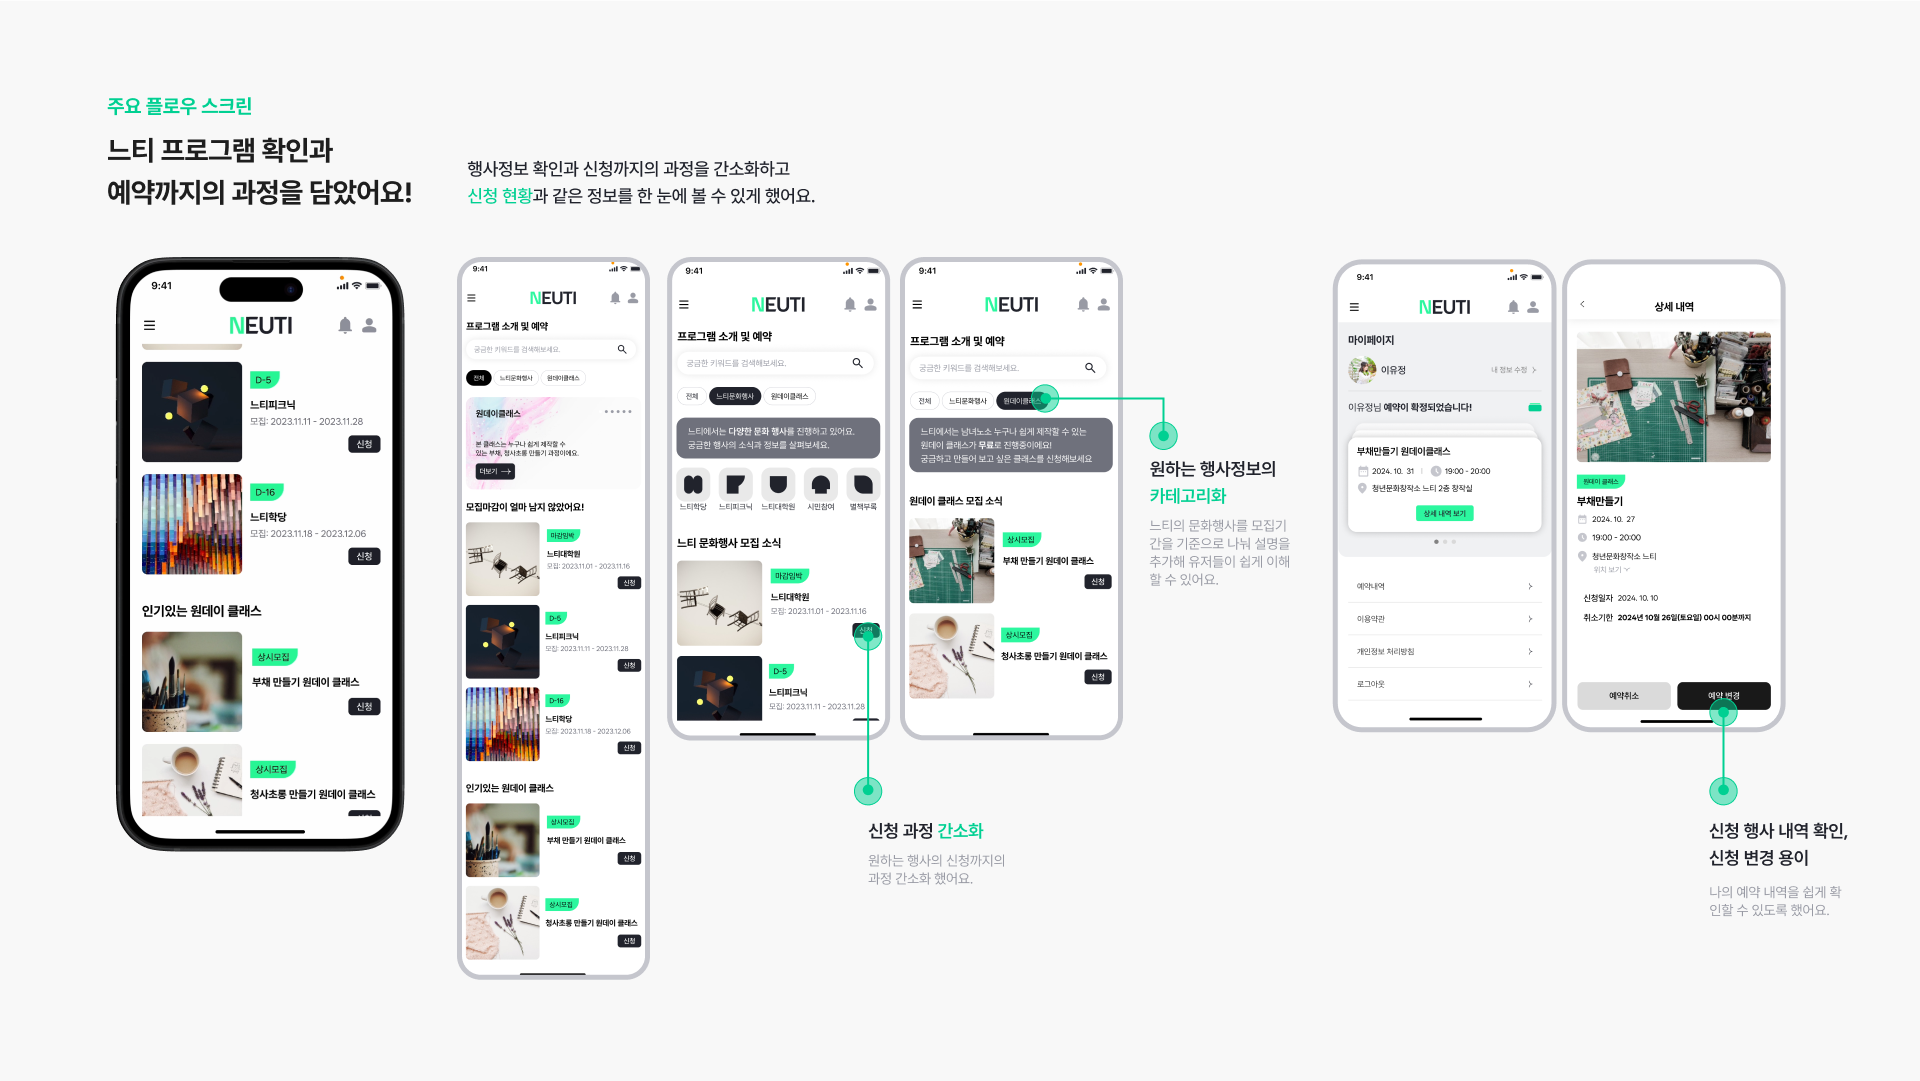 주요 플로우 스크린
느티 프로그램 확인과
예약까지의 과정을 담았어요!
행사정보 확인과 신청까지의 과정을 간소화하고
신청 현황과 같은 정보를 한 눈에 볼 수 있게 했어요.
9:41
NEUTI
D-5
느티피크닉
모집: 2023.11.11 - 2023.11.28
신청
D-16
느티학당
모집: 2023.11.18 - 2023.12.06
신청
인기있는 원데이 클래스
상시모집
부채 만들기 원데이 클래스
신청
상시모집
청사초롱 만들기 원데이 클래스
9:41
NEUTI
프로그램 소개 및 예약
궁금한 키워드를 검색해보세요.
전체
느티문화행사
원데이클래스
원데이클래스
본 클래스는 누구나 쉽게 제작할 수
있는 부채, 청사초롱 만들기 과정이에요.
더보기
모집마감이 얼마 남지 않았어요!
마감임박
느티대학원
모집: 2023.11.01 - 2023.11.16
신청
D-5
느티피크닉
모집: 2023.11.11 - 2023.11.28
신청
D-16
느티학당
모집: 2023.11.18 - 2023.12.06
신청
인기있는 원데이 클래스
상시모집
부채 만들기 원데이 클래스
신청
상시모집
청사초롱 만들기 원데이 클래스
신청
9:41
NEUTI
프로그램 소개 및 예약
궁금한 키워드를 검색해보세요.
전체
느티문화행사
원데이클래스
느티에서는 다양한 문화 행사를 진행하고 있어요.
궁금한 행사의 소식과 정보를 살펴보세요.
느티학당
느티피크닉
느티대학원
시민참여
별책부록
느티 문화행사 모집 소식
마감임박
느티대학원
모집: 2023.11.01 - 2023.11.16
신청
D-5
느티피크닉
모집: 2023.11.11 - 2023.11.28
신청 과정 간소화
원하는 행사의 신청까지의
과정 간소화 했어요.
9:41
NEUTI
프로그램 소개 및 예약
궁금한 키워드를 검색해보세요.
전체
느티문화행사
원데이클래스
느티에서는 남녀노소 누구나 쉽게 제작할 수 있는
원데이 클래스가 무료로 진행중이에요!
궁금하고 만들어 보고 싶은 클래스를 신청해보세요
원데이 클래스 모집 소식
상시모집
부채 만들기 원데이 클래스
신청
상시모집
청사초롱 만들기 원데이 클래스
신청
원하는 행사정보의
카테고리화
느티의 문화행사를 모집기
간을 기준으로 나눠 설명을
추가해 유저들이 쉽게 이해
할 수 있어요.
9:41
NEUTI
마이페이지
이유정
내 정보 수정
이유정님 예약이 확정되었습니다!
부채만들기 원데이클래스
2024. 10. 31
19:00 - 20:00
청년문화창작소 느티 2층 창작실
상세 내역 보기
예약내역
이용약관
개인정보 처리방침
로그아웃
상세 내역
원데이 클래스
부채만들기
2024. 10. 27
19:00 - 20:00
청년문화창작소 느티
위치 보기
신청일자 2024. 10. 10
취소기한 2024년 10월 26일(토요일) 00시 00분까지
예약취소
예약 변경
신청 행사 내역 확인,
신청 변경 용이
나의 예약 내역을 쉽게 확
인할 수 있도록 했어요.